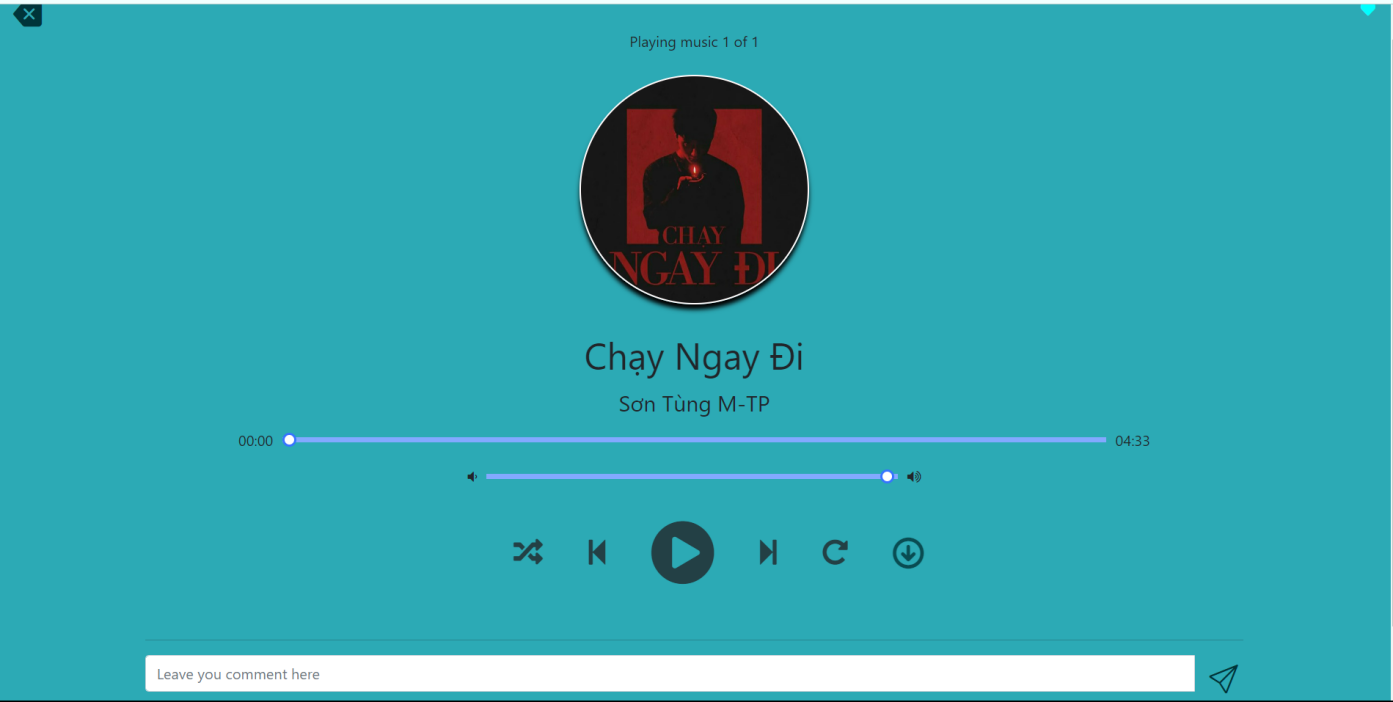 Playing music 1 of 1
CHẠY
NGAY ĐI
Chạy Ngay Đi
Sơn Tùng M-TP
00:00
04:33
Leave you comment here